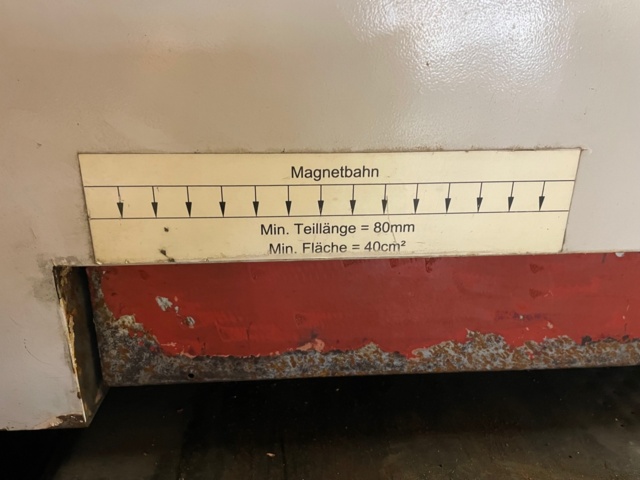 Magnetbahn
Min. Teillänge = 80mm
Min. Fläche = 40cm²